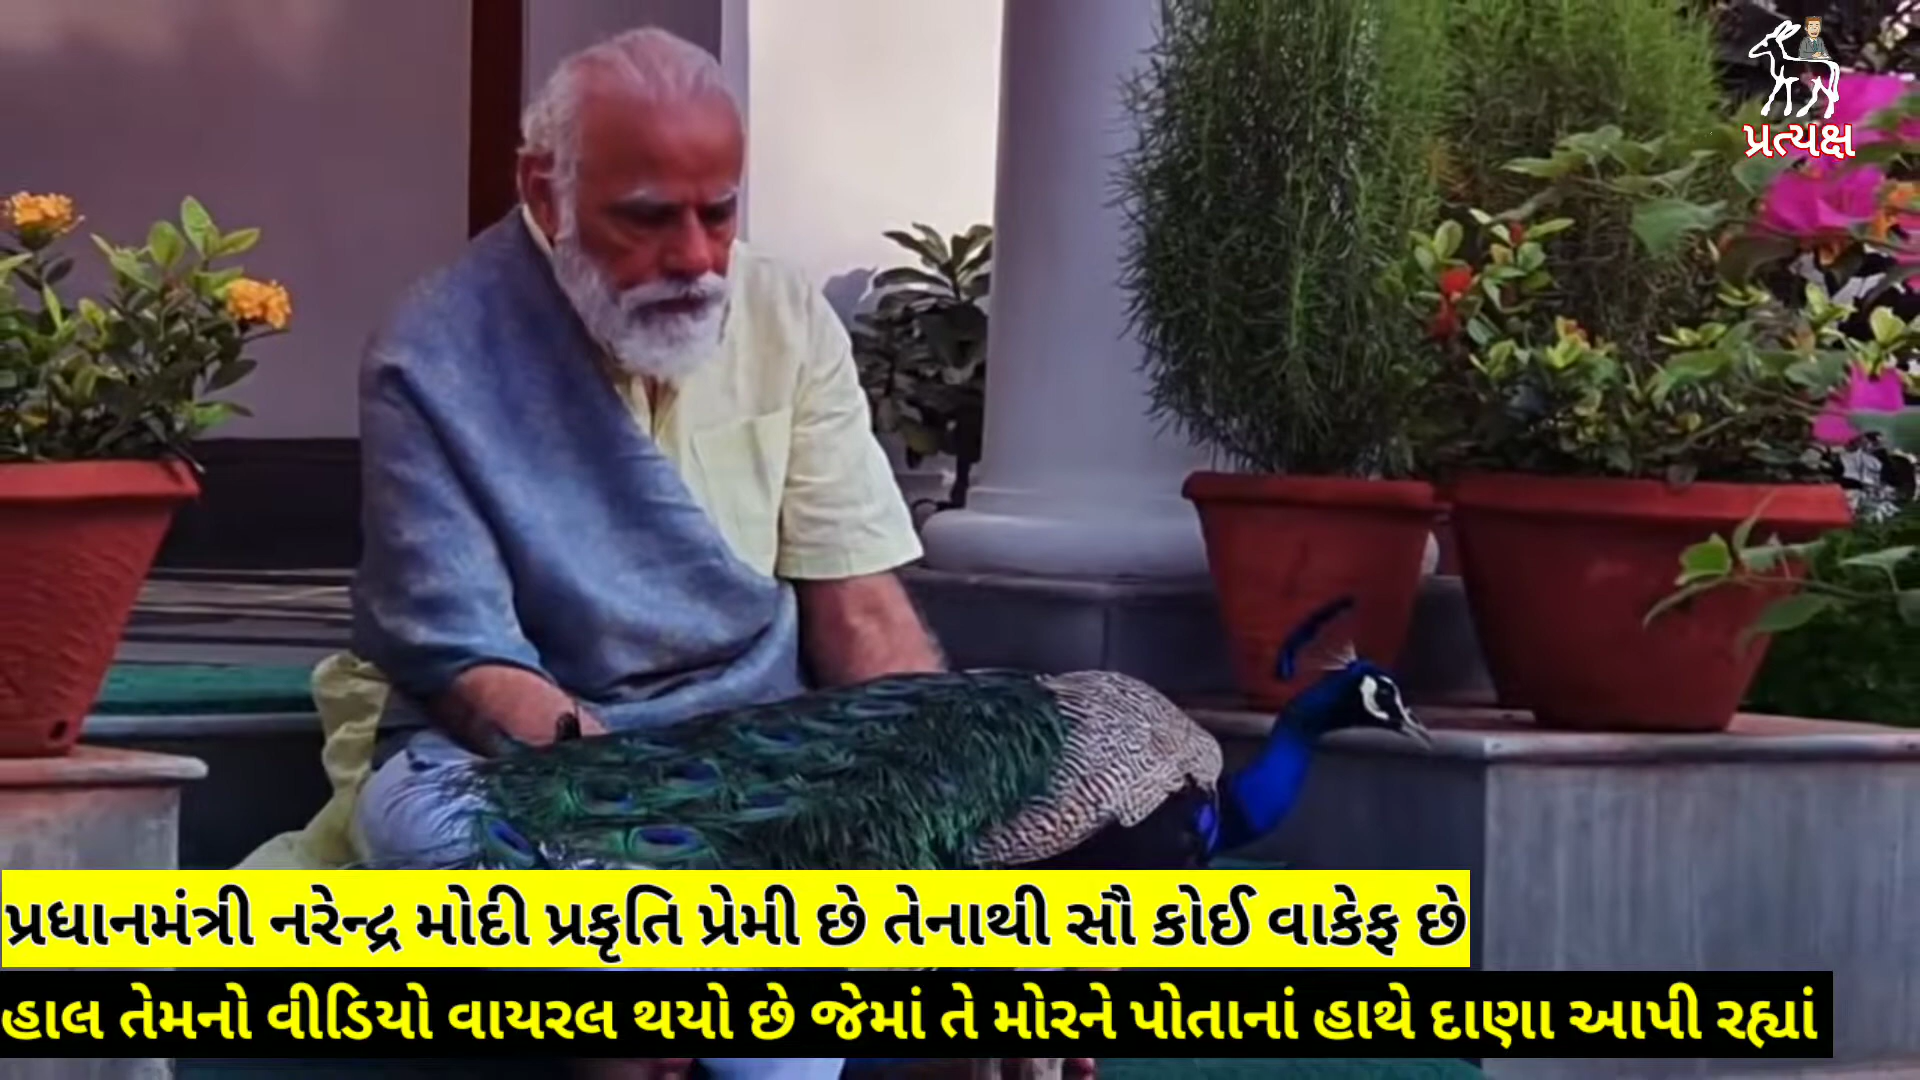 પ્રત્યક્ષ
પ્રધાનમંત્રી નરેન્દ્ર મોદી પ્રકૃતિ પ્રેમી છે તેનાથી સૌ કોઈ વાકેફ છે
હાલ તેમનો વીડિયો વાયરલ થયો છે જેમાં તે મોરને પોતાનાં હાથે દાણા આપી રહ્યાં